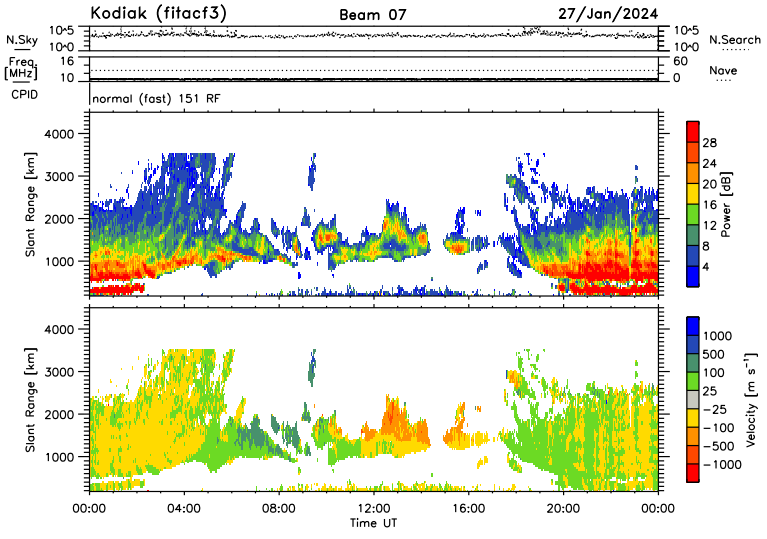 Kodiak (fitacf3) Beam 07 27/Jan/2024
N.Sky 10^5 10^0 10^5 10^0 N.Search
Freq. [MHz] 16 10 60 0 Nave
CPID normal (fast) 151 RF
Slant Range [km] 4000 3000 2000 1000
28 24 20 16 12 8 4 Power [dB]
Slant Range [km] 4000 3000 2000 1000
1000 500 100 25 −25 −100 −500 −1000 Velocity [m s⁻¹]
00:00 04:00 08:00 12:00 16:00 20:00 00:00
Time UT